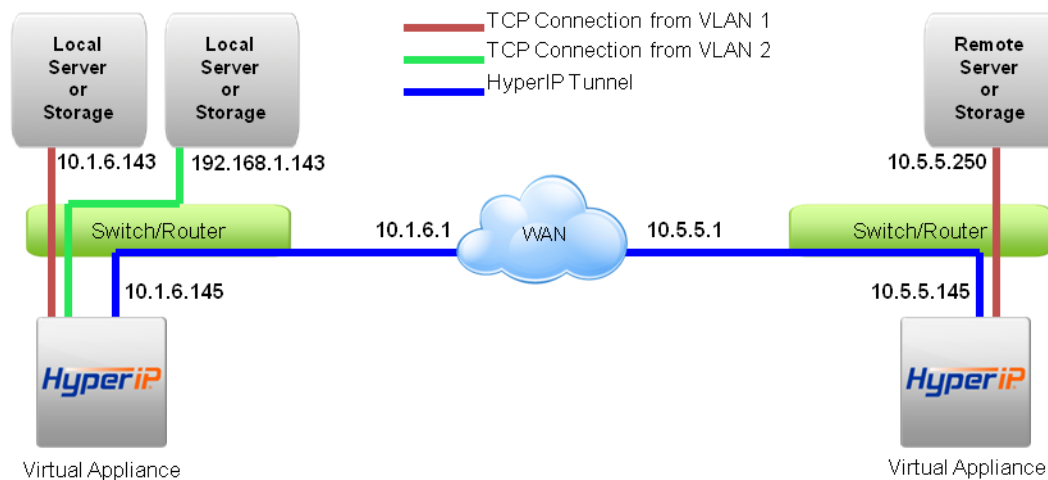 TCP Connection from VLAN 1
TCP Connection from VLAN 2
HyperIP Tunnel
Local
Server
or
Storage
Local
Server
or
Storage
Remote
Server
or
Storage
10.1.6.143
192.168.1.143
10.5.5.250
Switch/Router
10.1.6.1
WAN
10.5.5.1
Switch/Router
10.1.6.145
10.5.5.145
HyperIP
HyperIP
Virtual Appliance
Virtual Appliance